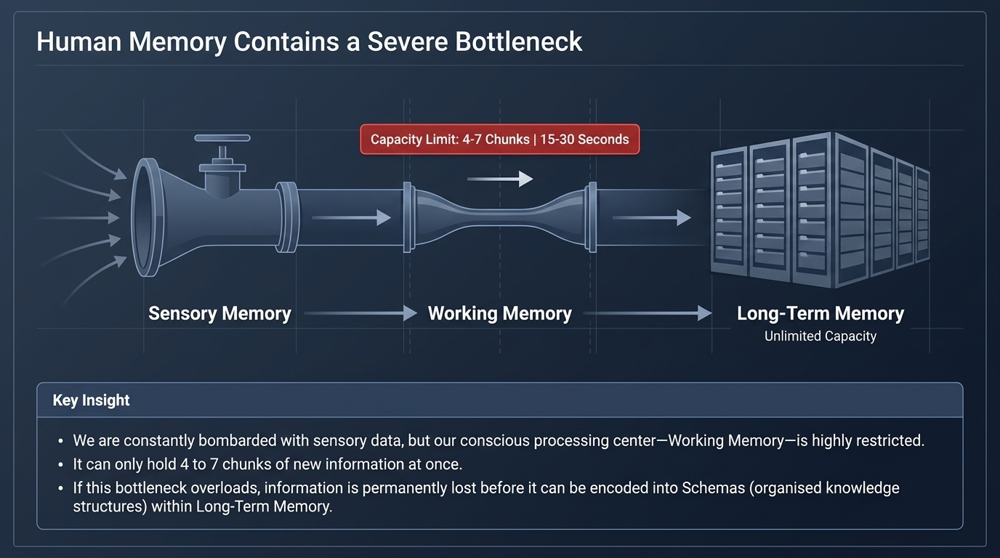 Human Memory Contains a Severe Bottleneck
Capacity Limit: 4-7 Chunks | 15-30 Seconds
Sensory Memory
Working Memory
Long-Term Memory
Unlimited Capacity
Key Insight
• We are constantly bombarded with sensory data, but our conscious processing center—Working Memory—is highly restricted.
• It can only hold 4 to 7 chunks of new information at once.
• If this bottleneck overloads, information is permanently lost before it can be encoded into Schemas (organised knowledge
structures) within Long-Term Memory.